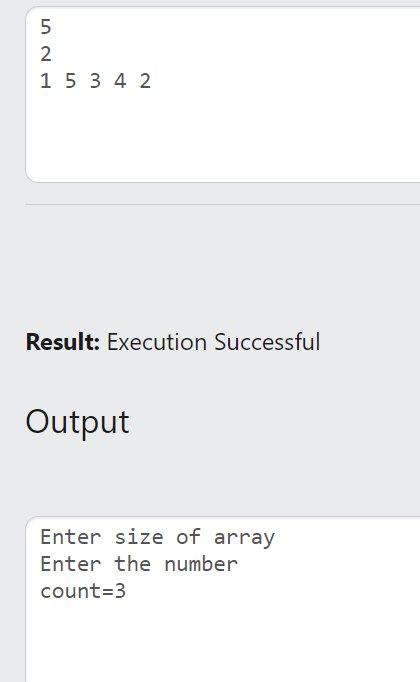 5
2
1 5 3 4 2
Result: Execution Successful
Output
Enter size of array
Enter the number
count=3